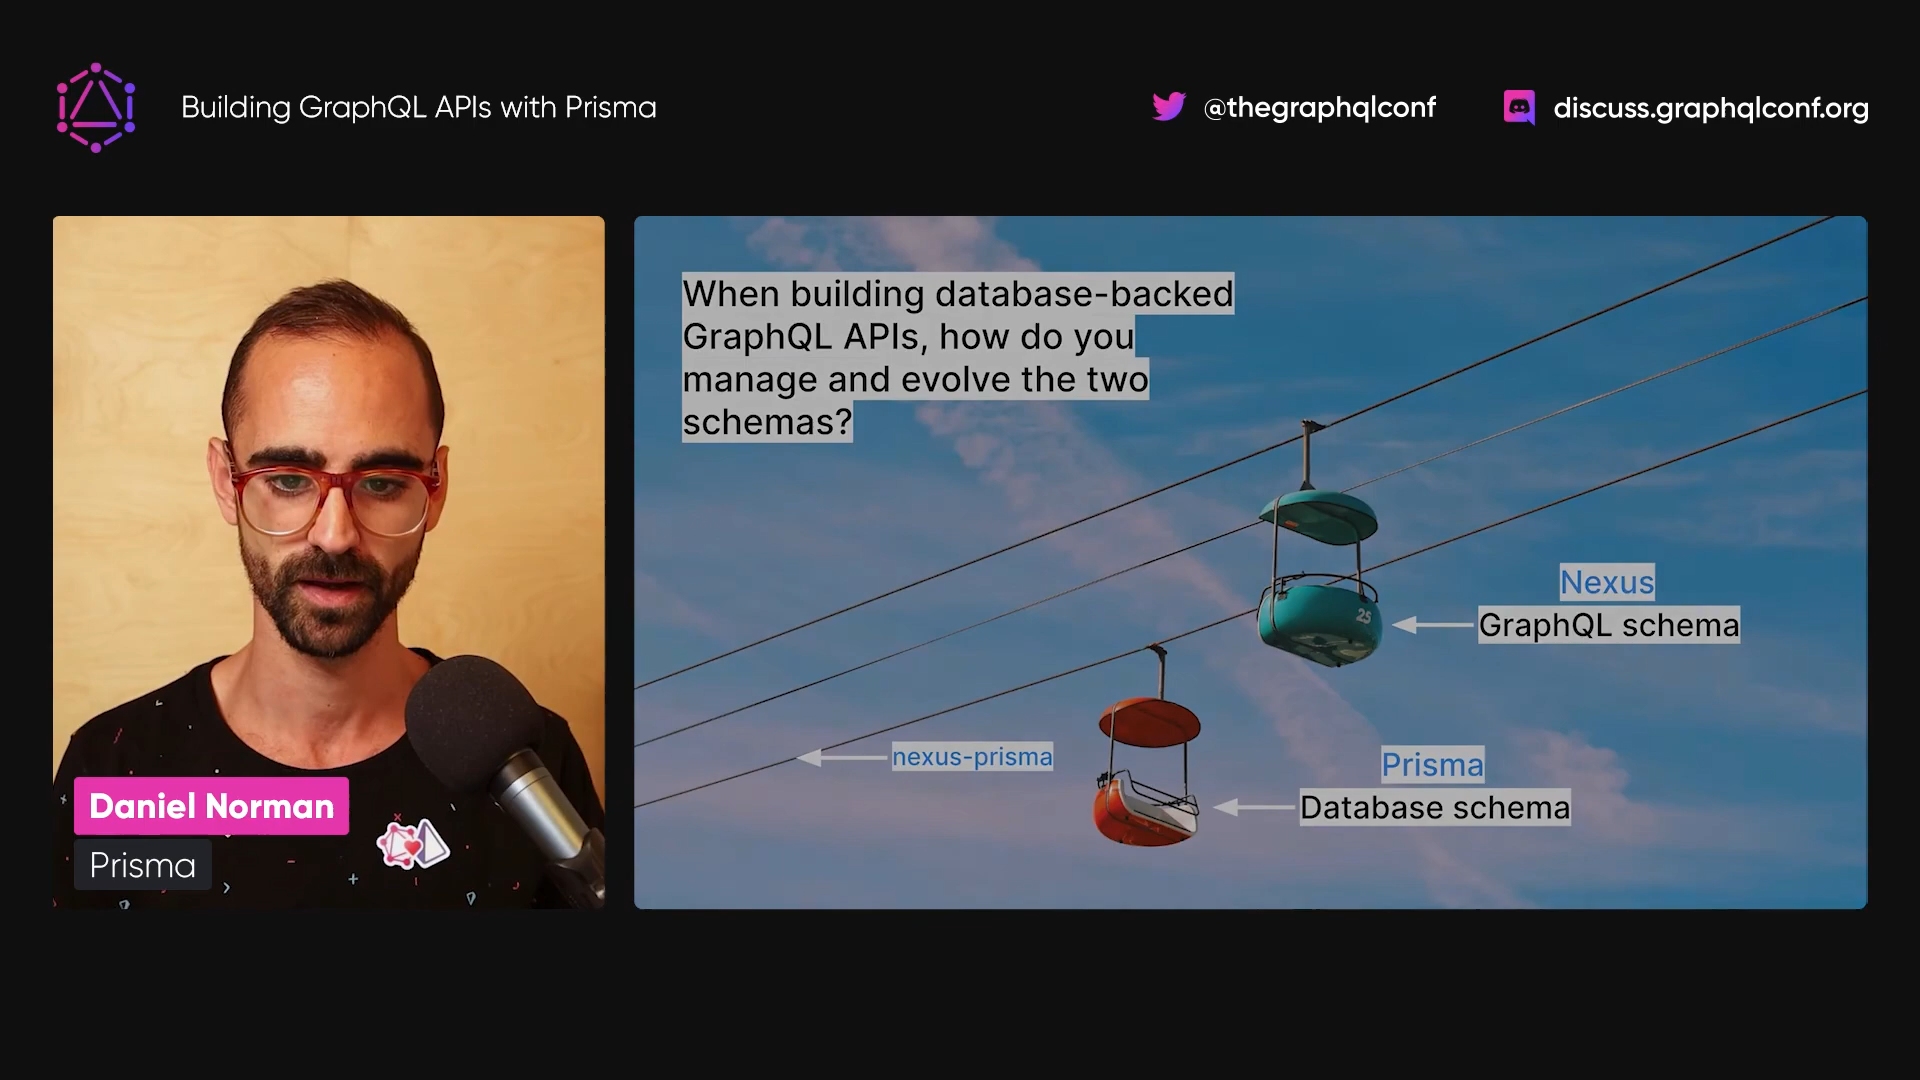 Building GraphQL APIs with Prisma
@thegraphqlconf
discuss.graphqlconf.org
When building database-backed
GraphQL APIs, how do you
manage and evolve the two
schemas?
25
Nexus
GraphQL schema
nexus-prisma
Prisma
Database schema
Daniel Norman
Prisma